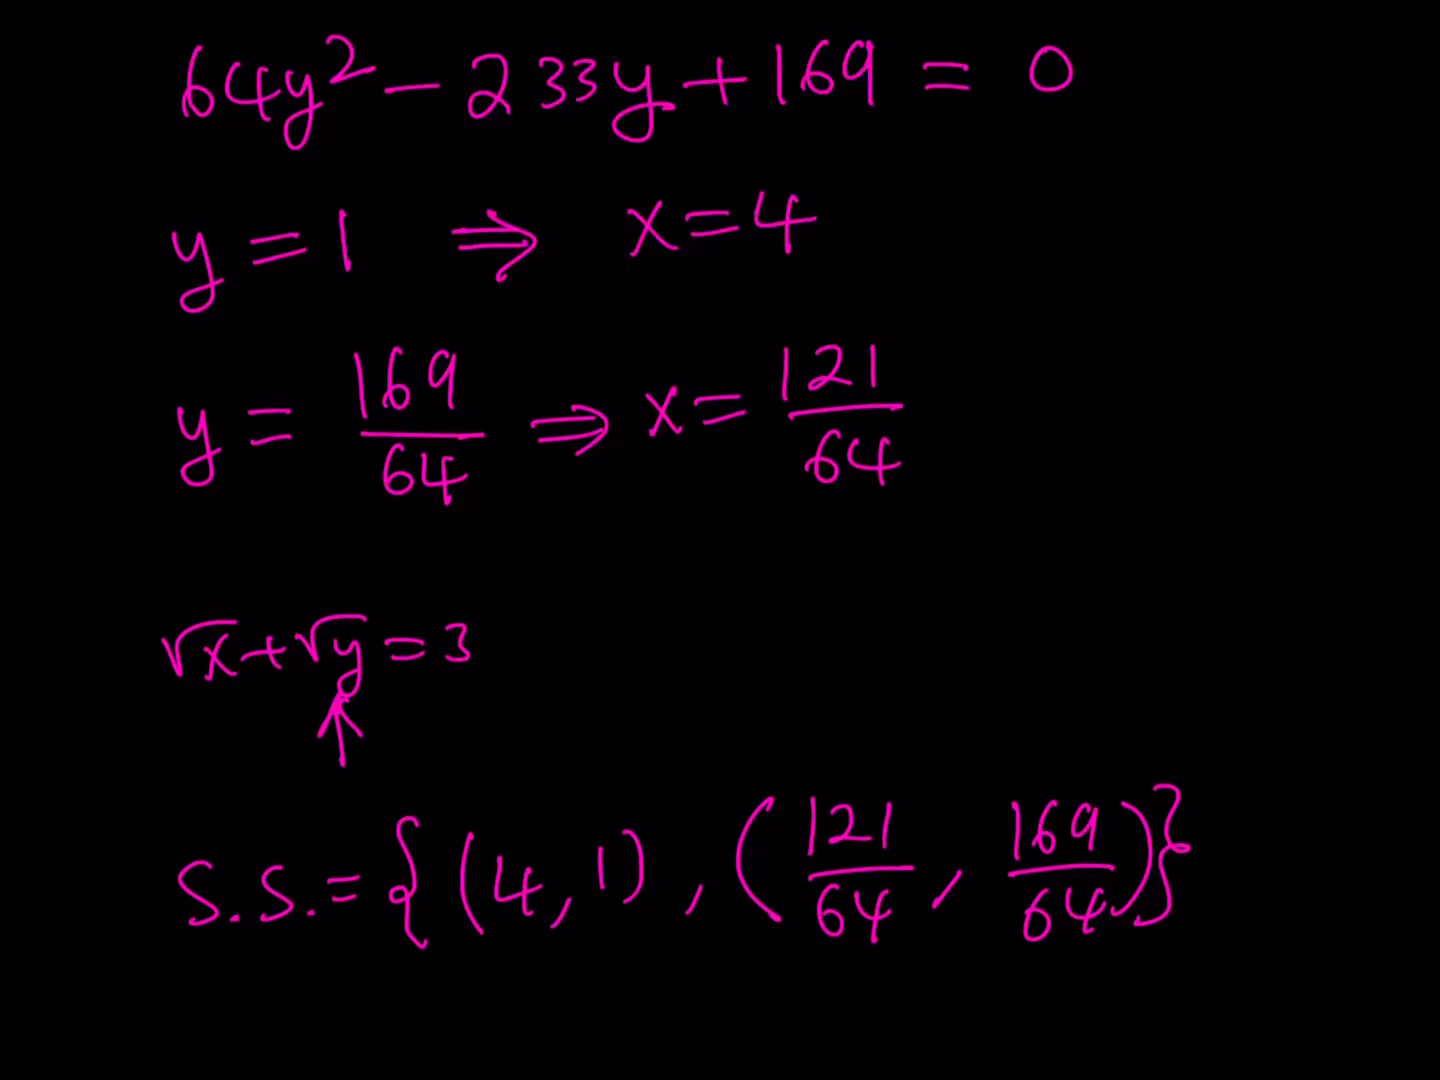 64y² - 233y + 169 = 0
y = 1 ⇒ x = 4
y = 169/64 ⇒ x = 121/64
√x + √y = 3
↑
S.S. = {(4, 1), (121/64, 169/64)}